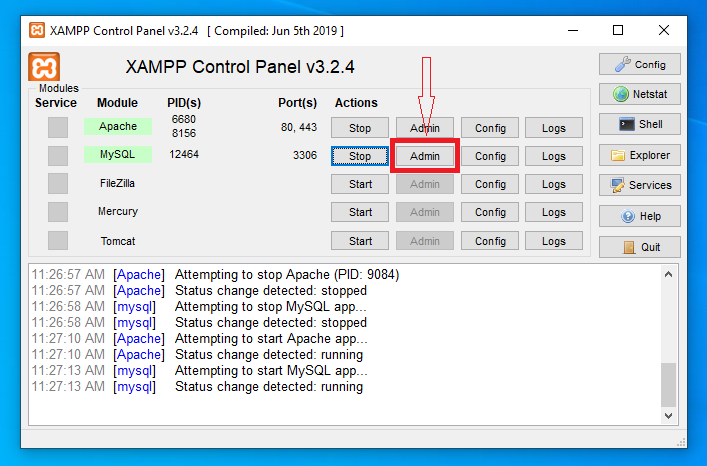 XAMPP Control Panel v3.2.4 [ Compiled: Jun 5th 2019 ]
XAMPP Control Panel v3.2.4
Config
Modules
Service Module PID(s) Port(s) Actions
Netstat
Apache 6680 8156 80, 443 Stop Admin Config Logs
Shell
MySQL 12464 3306 Stop Admin Config Logs
Explorer
FileZilla Start Admin Config Logs
Services
Mercury Start Admin Config Logs
Help
Tomcat Start Admin Config Logs
Quit
11:26:57 AM [Apache] Attempting to stop Apache (PID: 9084)
11:26:57 AM [Apache] Status change detected: stopped
11:26:58 AM [mysql] Attempting to stop MySQL app...
11:26:58 AM [mysql] Status change detected: stopped
11:27:10 AM [Apache] Attempting to start Apache app...
11:27:10 AM [Apache] Status change detected: running
11:27:13 AM [mysql] Attempting to start MySQL app...
11:27:13 AM [mysql] Status change detected: running